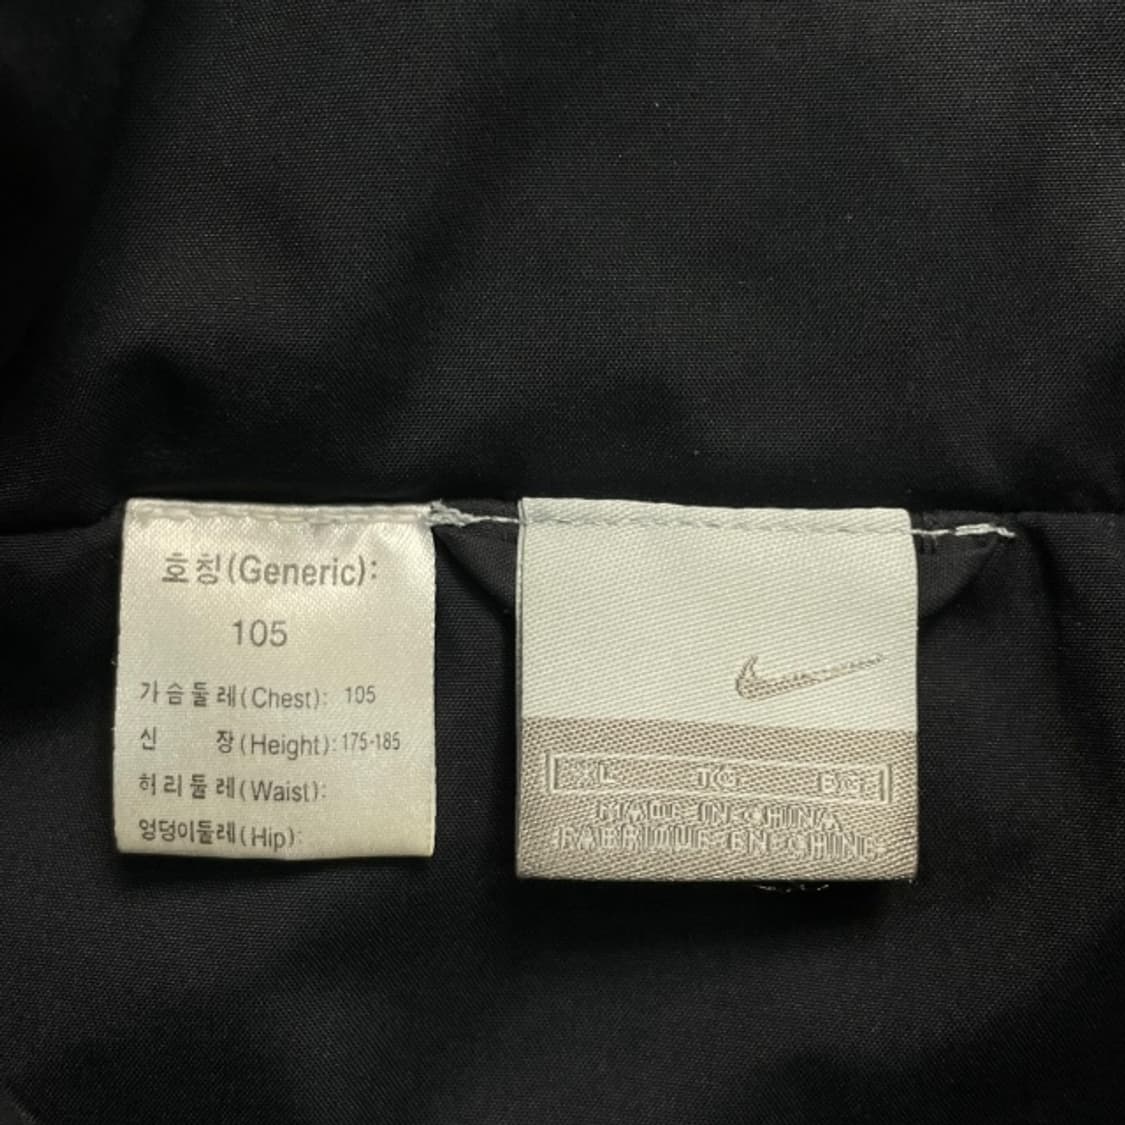 호칭(Generic):
105
가슴둘레(Chest): 105
신 장(Height):175-185
허리둘레(Waist):
엉덩이둘레(Hip):
XL TG EG
MADE IN CHINA
FABRIQUE EN CHINE